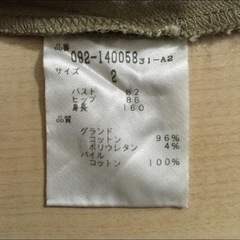 品番
092-140058 31-A2
サイズ
2
バスト 82
ヒップ 86
身長 160
品質
グランド
コットン 96%
ポリウレタン 4%
パイル
コットン 100%